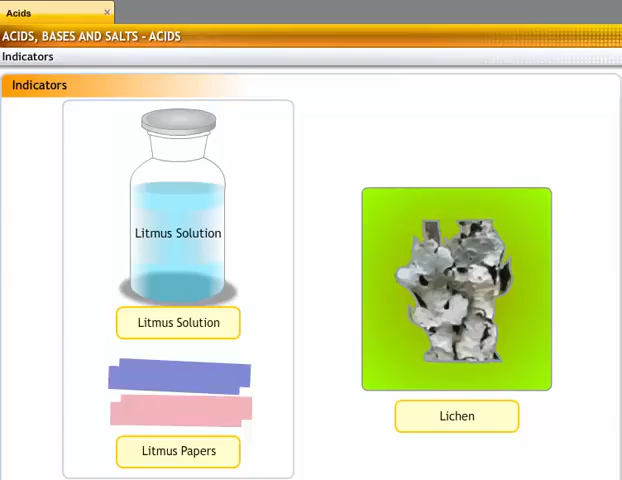 Acids
ACIDS, BASES AND SALTS - ACIDS
Indicators
Indicators
Litmus Solution
Litmus Solution
Litmus Papers
Lichen